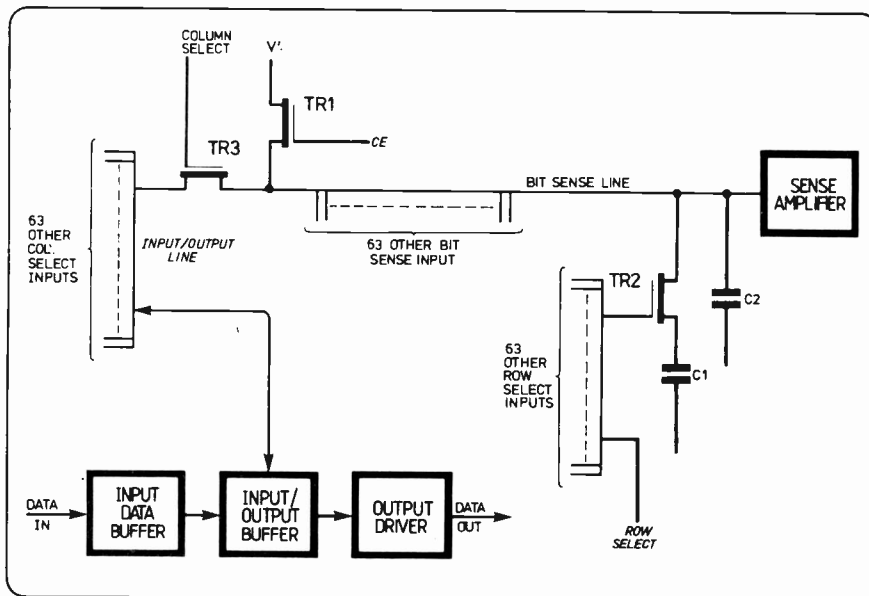 COLUMN
SELECT
V'.
TR1
CE
TR3
BIT SENSE LINE
SENSE
AMPLIFIER
63
OTHER
COL'.
SELECT
INPUTS
INPUT/OUTPUT
LINE
63 OTHER BIT
SENSE INPUT
TR2
C2
63
OTHER
ROW
SELECT
INPUTS
C1
DATA
IN
INPUT
DATA
BUFFER
INPUT/
OUTPUT
BUFFER
OUTPUT
DRIVER
DATA
OUT
ROW
SELECT